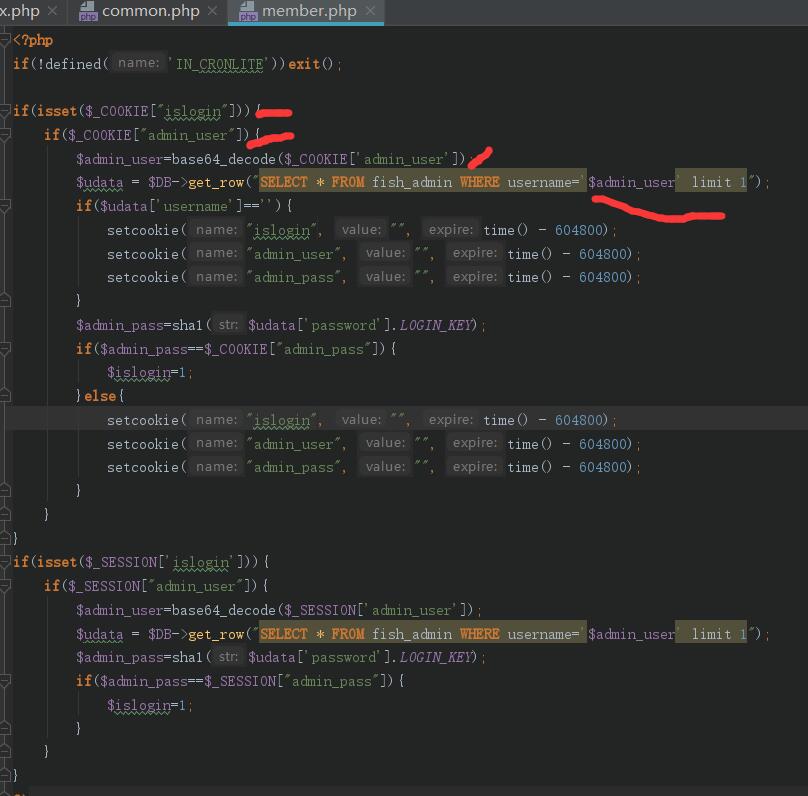 x.php × common.php × member.php ×
<?php
if(!defined( name: 'IN_CRONLITE'))exit();
if(isset($_COOKIE["islogin"])){
if($_COOKIE["admin_user"]){
$admin_user=base64_decode($_COOKIE['admin_user']);
$udata = $DB->get_row("SELECT * FROM fish_admin WHERE username='$admin_user' limit 1");
if($udata['username']==''){
setcookie( name: "islogin", value: "", expire: time() - 604800);
setcookie( name: "admin_user", value: "", expire: time() - 604800);
setcookie( name: "admin_pass", value: "", expire: time() - 604800);
}
$admin_pass=sha1( str: $udata['password'].LOGIN_KEY);
if($admin_pass==$_COOKIE["admin_pass"]){
$islogin=1;
}else{
setcookie( name: "islogin", value: "", expire: time() - 604800);
setcookie( name: "admin_user", value: "", expire: time() - 604800);
setcookie( name: "admin_pass", value: "", expire: time() - 604800);
}
}
}
if(isset($_SESSION['islogin'])){
if($_SESSION["admin_user"]){
$admin_user=base64_decode($_SESSION['admin_user']);
$udata = $DB->get_row("SELECT * FROM fish_admin WHERE username='$admin_user' limit 1");
$admin_pass=sha1( str: $udata['password'].LOGIN_KEY);
if($admin_pass==$_SESSION["admin_pass"]){
$islogin=1;
}
}
}